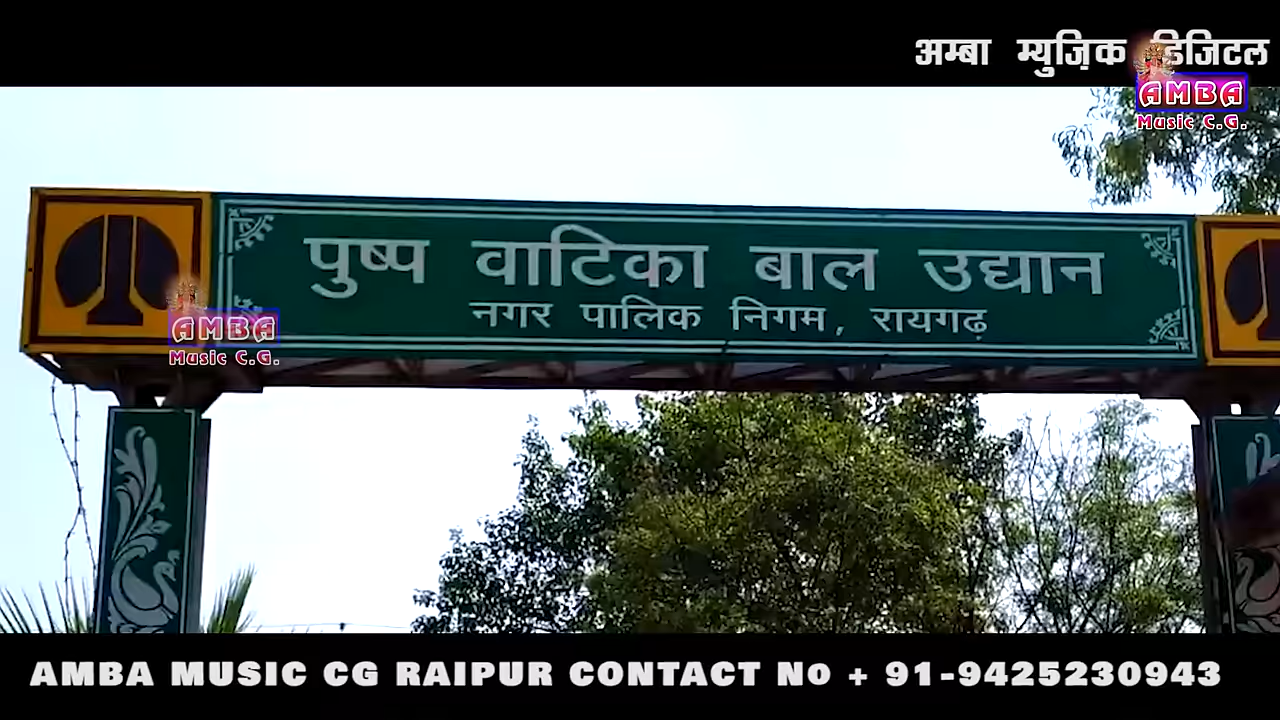 अम्बा म्युज़िक डिजिटल
AMBA
Music C.G.
पुष्प वाटिका बाल उद्यान
नगर पालिक निगम, रायगढ़
AMBA
Music C.G.
AMBA MUSIC CG RAIPUR CONTACT No + 91-9425230943